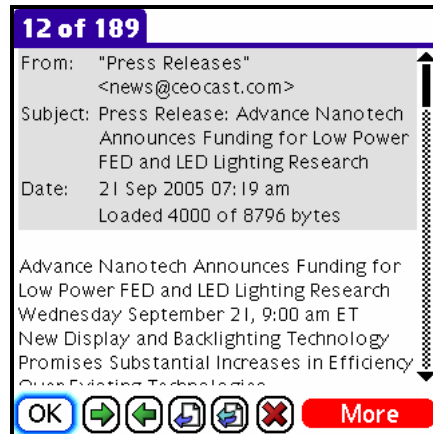 12 of 189
From: "Press Releases"
<news@ceocast.com>
Subject: Press Release: Advance Nanotech
Announces Funding for Low Power
FED and LED Lighting Research
Date: 21 Sep 2005 07:19 am
Loaded 4000 of 8796 bytes
Advance Nanotech Announces Funding for
Low Power FED and LED Lighting Research
Wednesday September 21, 9:00 am ET
New Display and Backlighting Technology
Promises Substantial Increases in Efficiency
Over Existing Technologies
OK More